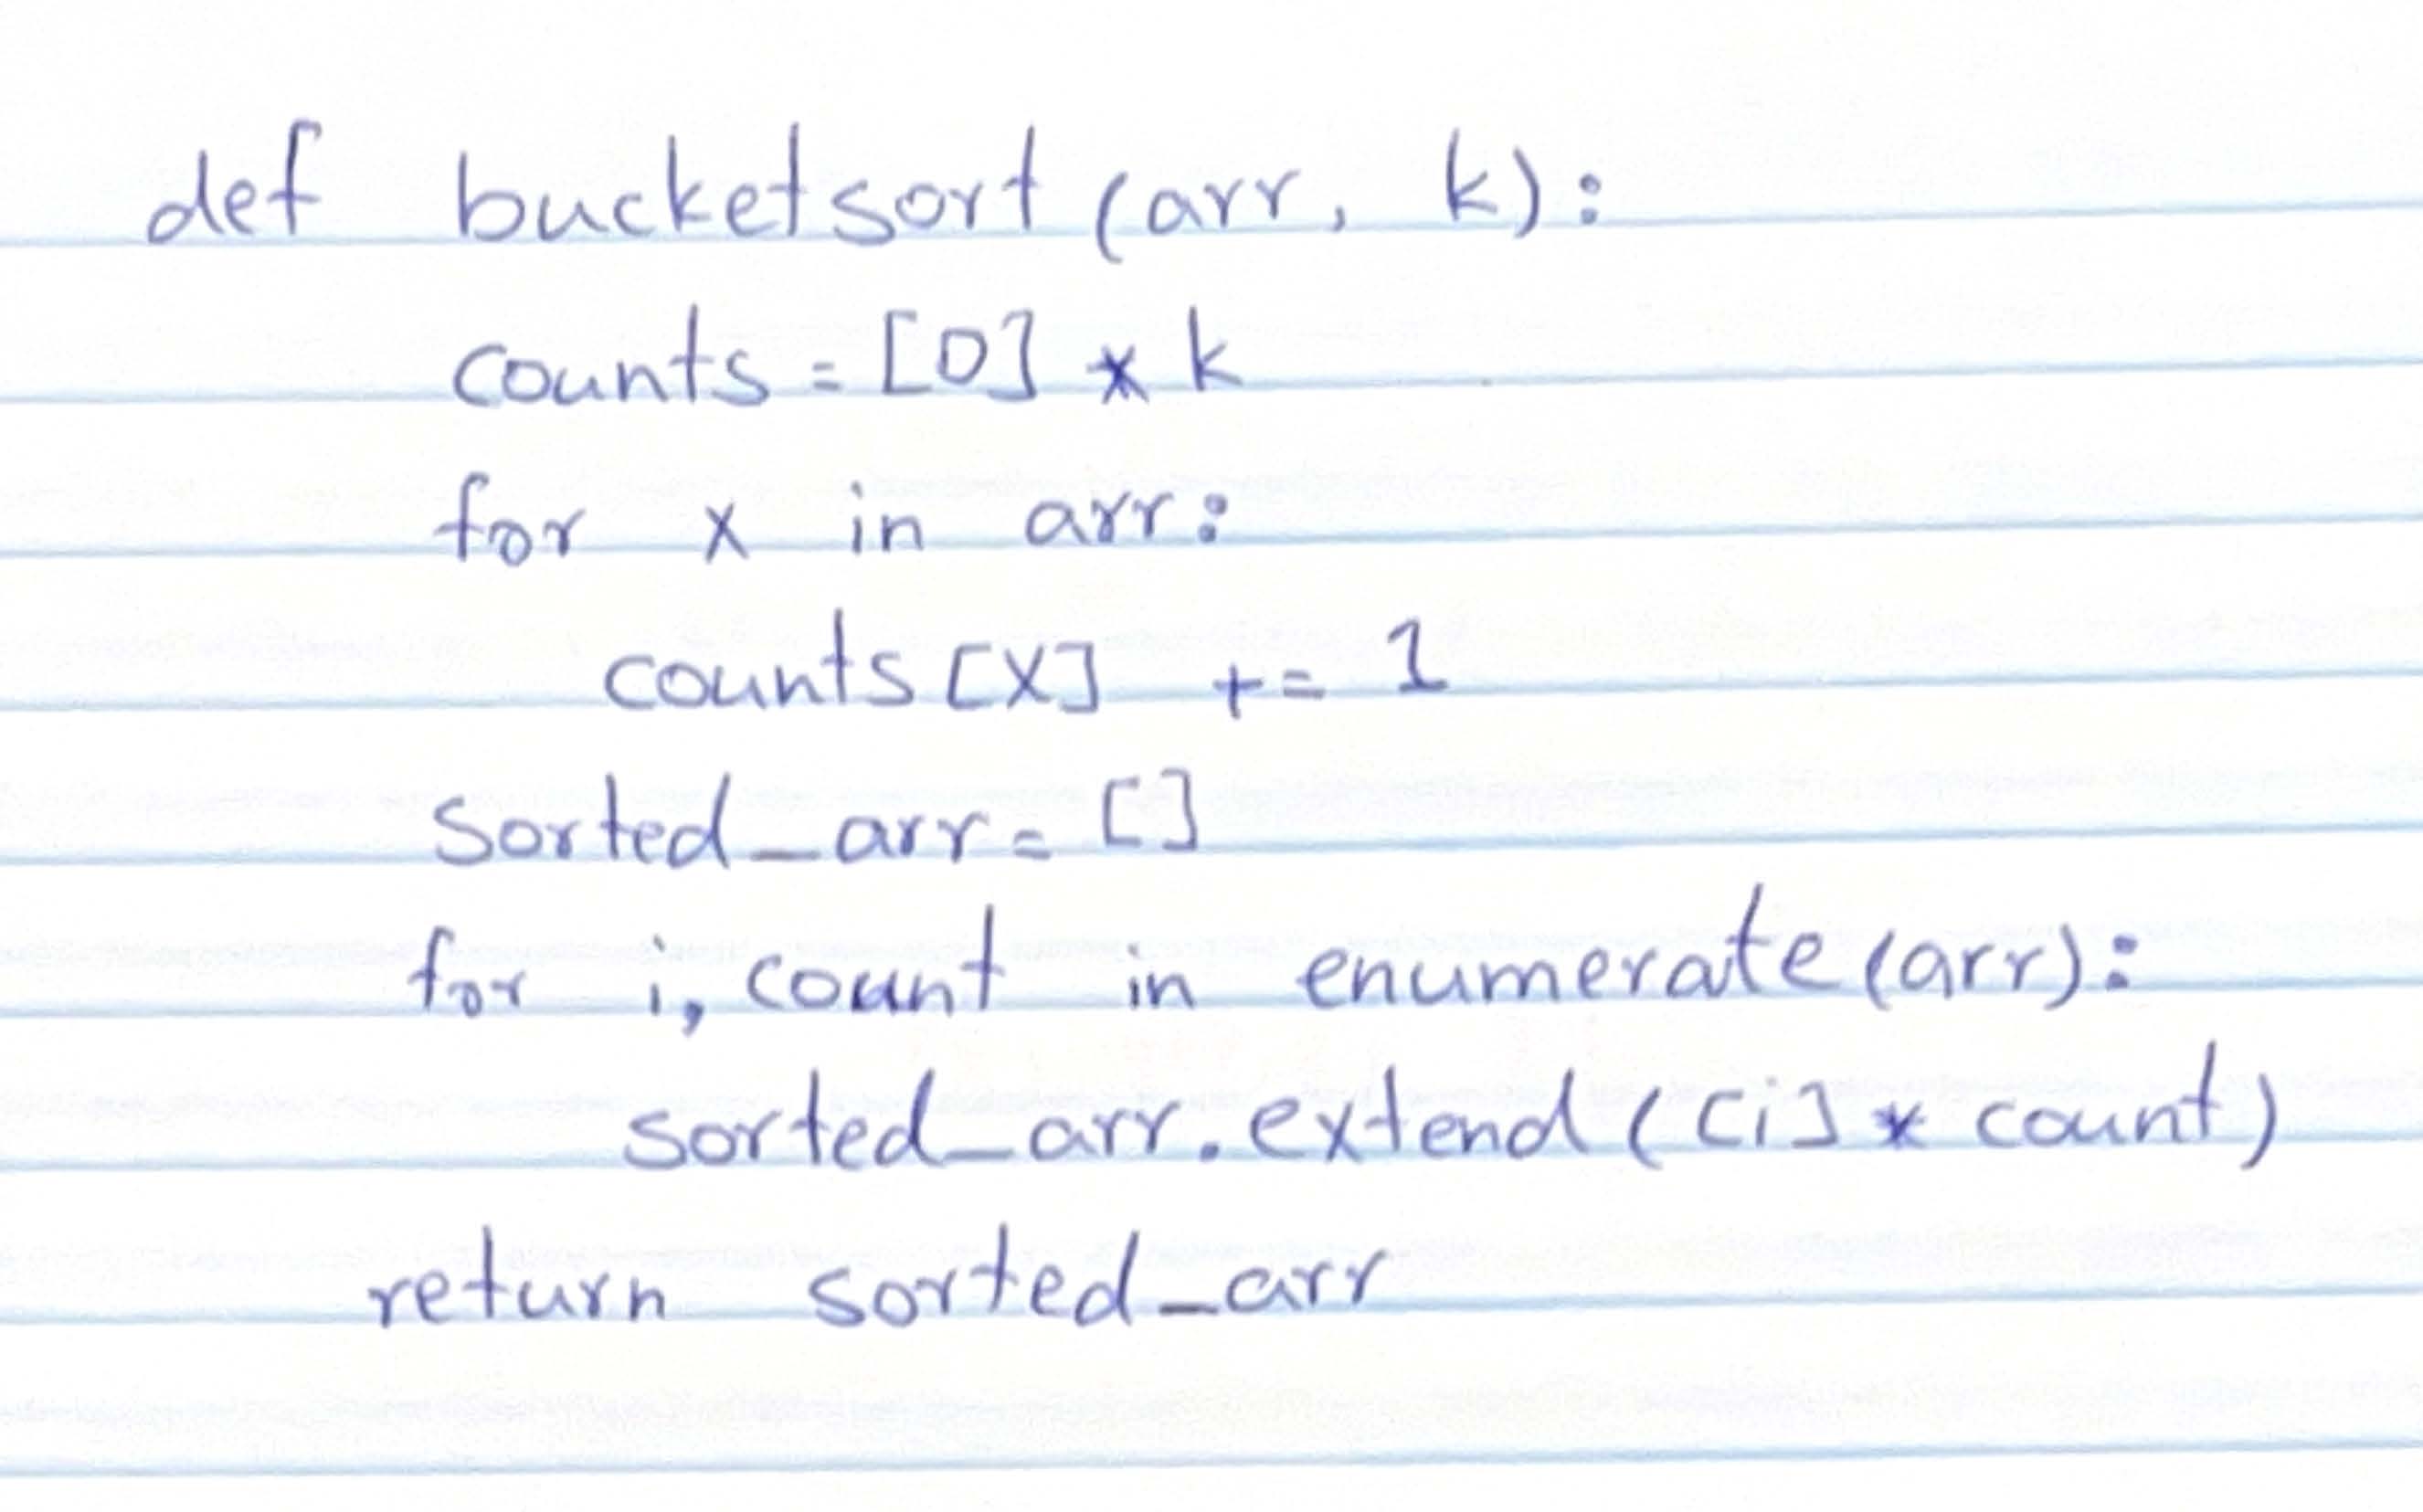 def bucketsort (arr, k):
counts = [0] * k
for x in arr:
counts [x] += 1
sorted_arr = []
for i, count in enumerate (arr):
sorted_arr.extend ([i] * count)
return sorted_arr